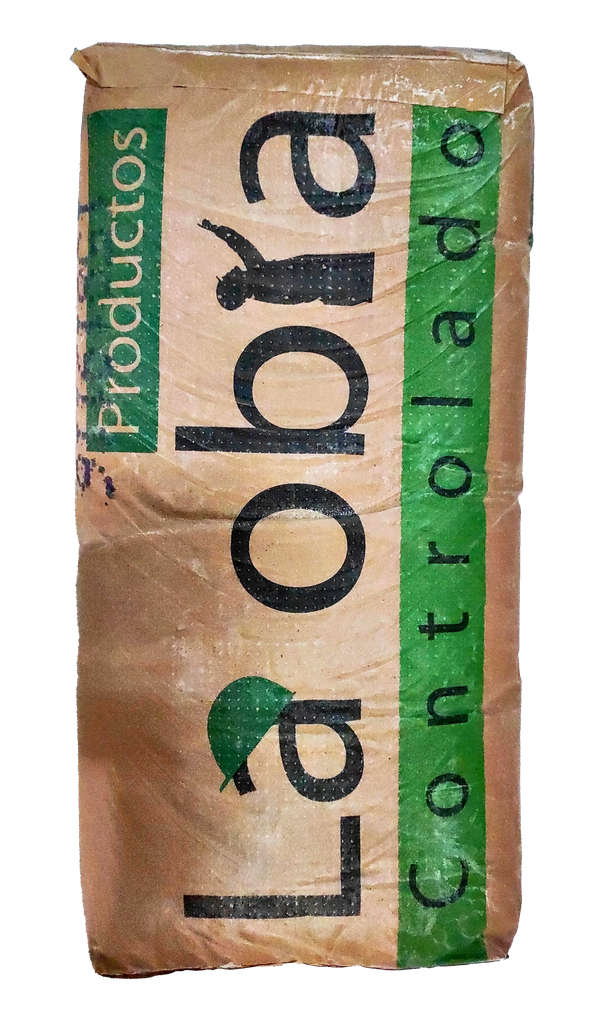 Productos
La obra
Controlado